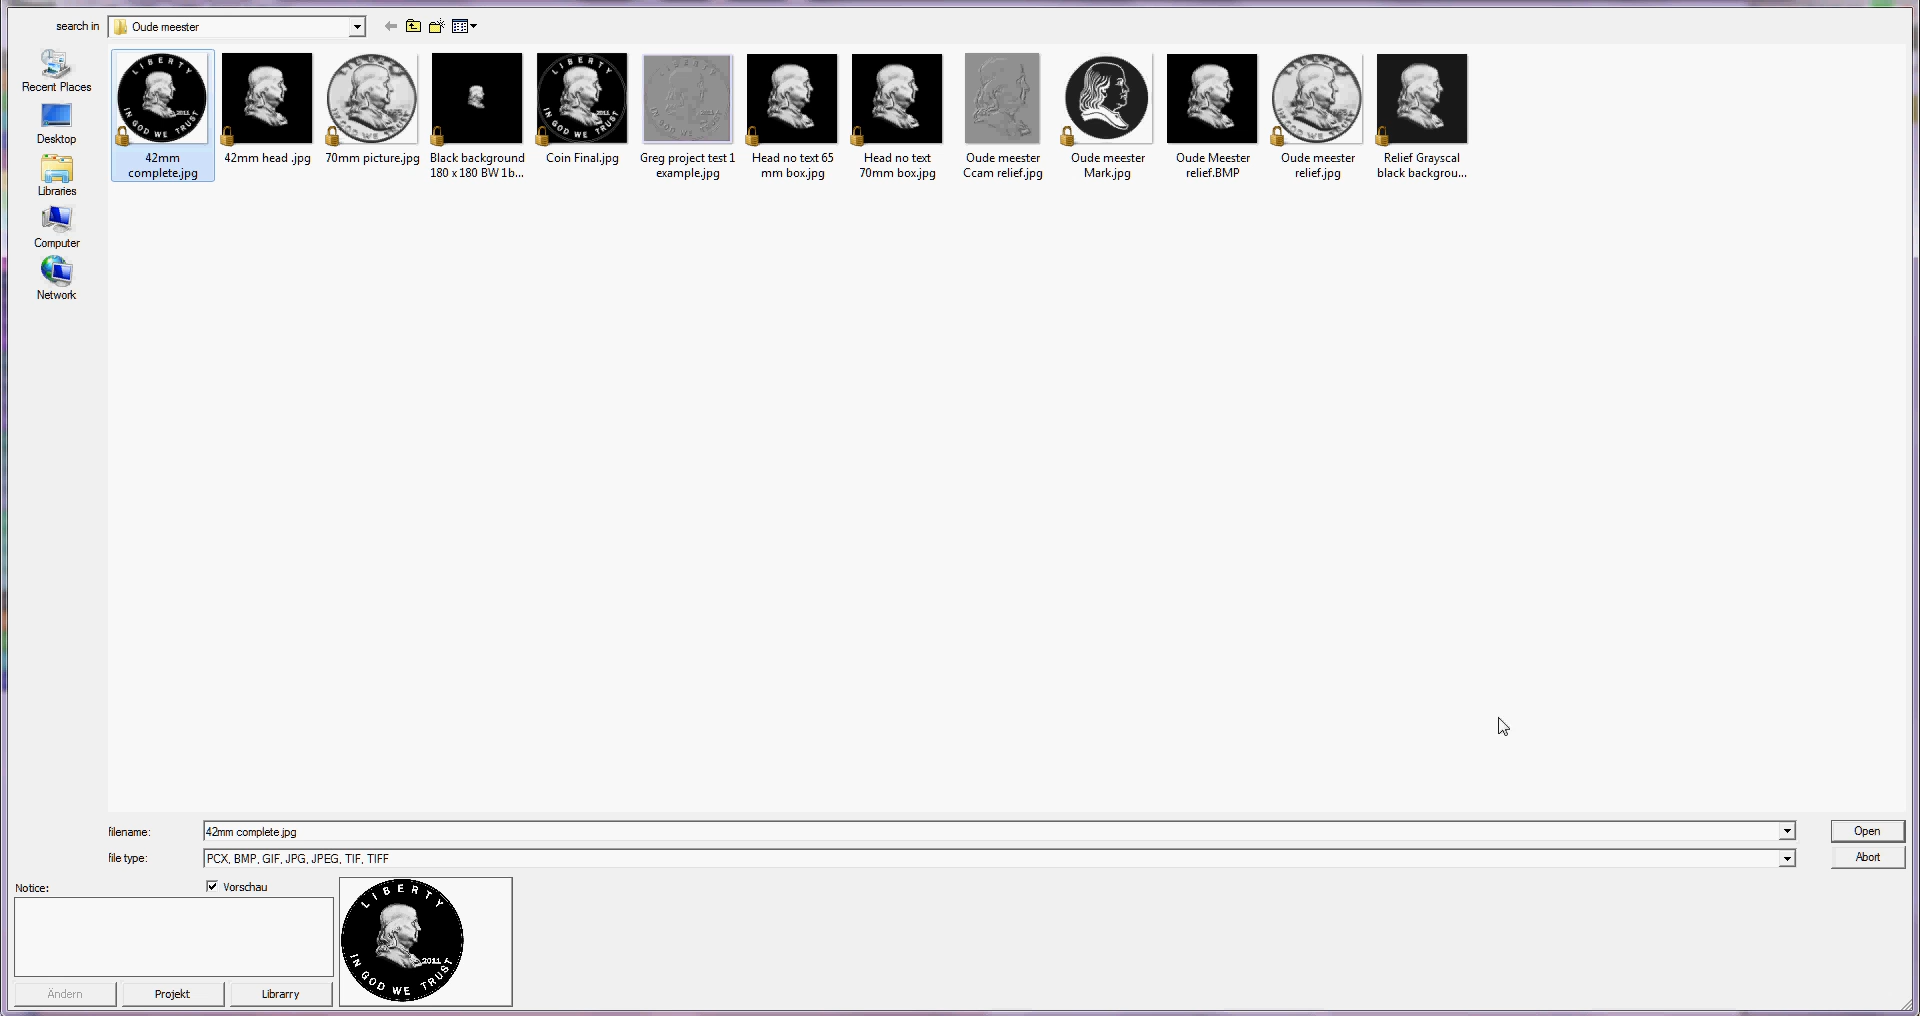 search in
Oude meester
Recent Places
Desktop
Libraries
Computer
Network
LIBERTY
2011
IN GOD WE TRUST
42mm
complete.jpg
42mm head .jpg
70mm picture.jpg
Black background
180 x 180 BW 1b...
Coin Final.jpg
Greg project test 1
example.jpg
Head no text 65
mm box.jpg
Head no text
70mm box.jpg
Oude meester
Ccam relief.jpg
Oude meester
Mark.jpg
Oude Meester
relief.BMP
Oude meester
relief.jpg
Relief Grayscal
black backgrou...
filename:
42mm complete.jpg
Open
file type:
PCX, BMP, GIF, JPG, JPEG, TIF, TIFF
Abort
Notice:
Vorschau
LIBERTY
2011
IN GOD WE TRUST
Ändern
Projekt
Librarry